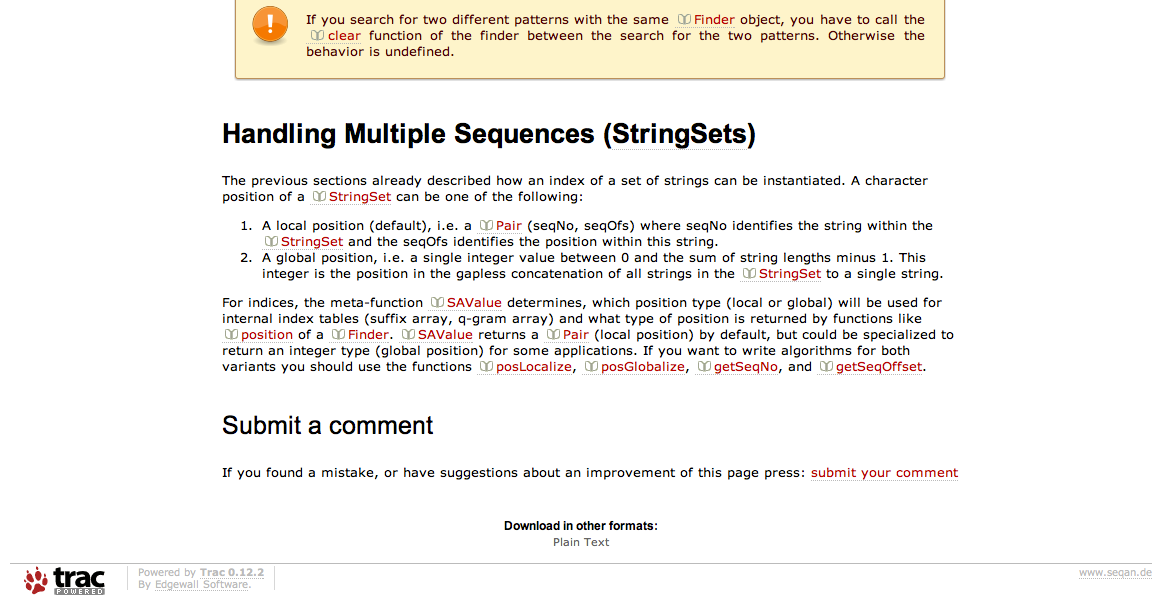 If you search for two different patterns with the same Finder object, you have to call the
clear function of the finder between the search for the two patterns. Otherwise the
behavior is undefined.
Handling Multiple Sequences (StringSets)
The previous sections already described how an index of a set of strings can be instantiated. A character
position of a StringSet can be one of the following:
1. A local position (default), i.e. a Pair (seqNo, seqOfs) where seqNo identifies the string within the
StringSet and the seqOfs identifies the position within this string.
2. A global position, i.e. a single integer value between 0 and the sum of string lengths minus 1. This
integer is the position in the gapless concatenation of all strings in the StringSet to a single string.
For indices, the meta-function SAValue determines, which position type (local or global) will be used for
internal index tables (suffix array, q-gram array) and what type of position is returned by functions like
position of a Finder. SAValue returns a Pair (local position) by default, but could be specialized to
return an integer type (global position) for some applications. If you want to write algorithms for both
variants you should use the functions posLocalize, posGlobalize, getSeqNo, and getSeqOffset.
Submit a comment
If you found a mistake, or have suggestions about an improvement of this page press: submit your comment
Download in other formats:
Plain Text
trac
POWERED
Powered by Trac 0.12.2
By Edgewall Software.
www.seqan.de